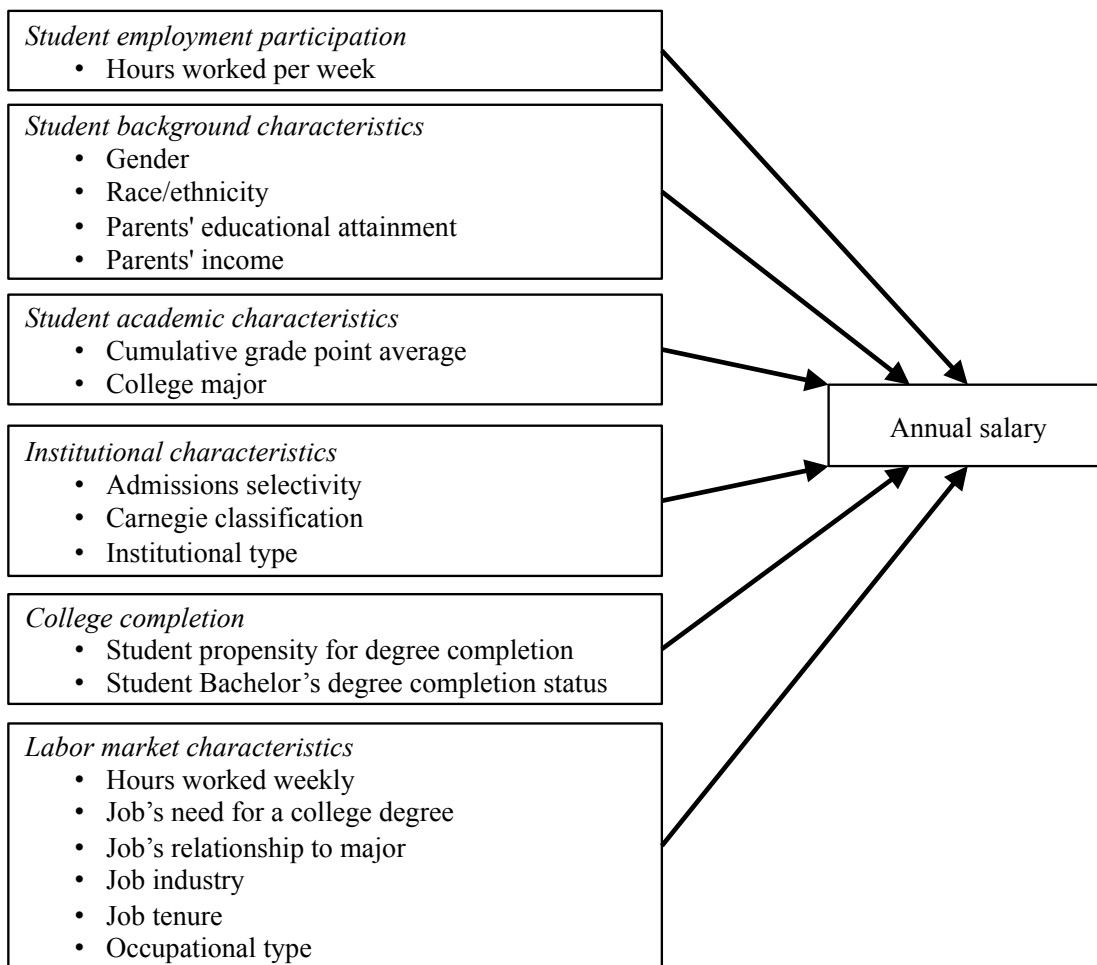 Student employment participation
• Hours worked per week
Student background characteristics
• Gender
• Race/ethnicity
• Parents' educational attainment
• Parents' income
Student academic characteristics
• Cumulative grade point average
• College major
Institutional characteristics
• Admissions selectivity
• Carnegie classification
• Institutional type
College completion
• Student propensity for degree completion
• Student Bachelor’s degree completion status
Labor market characteristics
• Hours worked weekly
• Job’s need for a college degree
• Job’s relationship to major
• Job industry
• Job tenure
• Occupational type
Annual salary